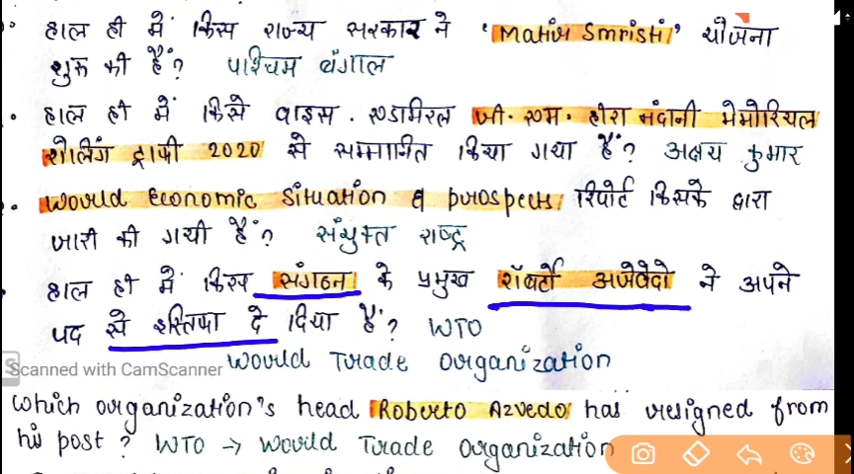 हाल ही में किस राज्य सरकार ने 'Matir Smristi' योजना
शुरू की है? पश्चिम बंगाल
हाल ही में किसे वाइस. एडामिरल जी. एम. हीरा नंदानी मेमोरियल
रोलिंग ट्राफी 2020 से सम्मानित किया गया है? अक्षय कुमार
World Economic Situation & prospects रिपोर्ट किसके द्वारा
जारी की गयी है? संयुक्त राष्ट्र
हाल ही में किस संगठन के प्रमुख रॉबर्टो अजेवेदो ने अपने
पद से इस्तिफा दे दिया है? WTO
World Trade Organization
Scanned with CamScanner
which organization's head Roberto Azvedo has resigned from
his post? WTO → World Trade Organization